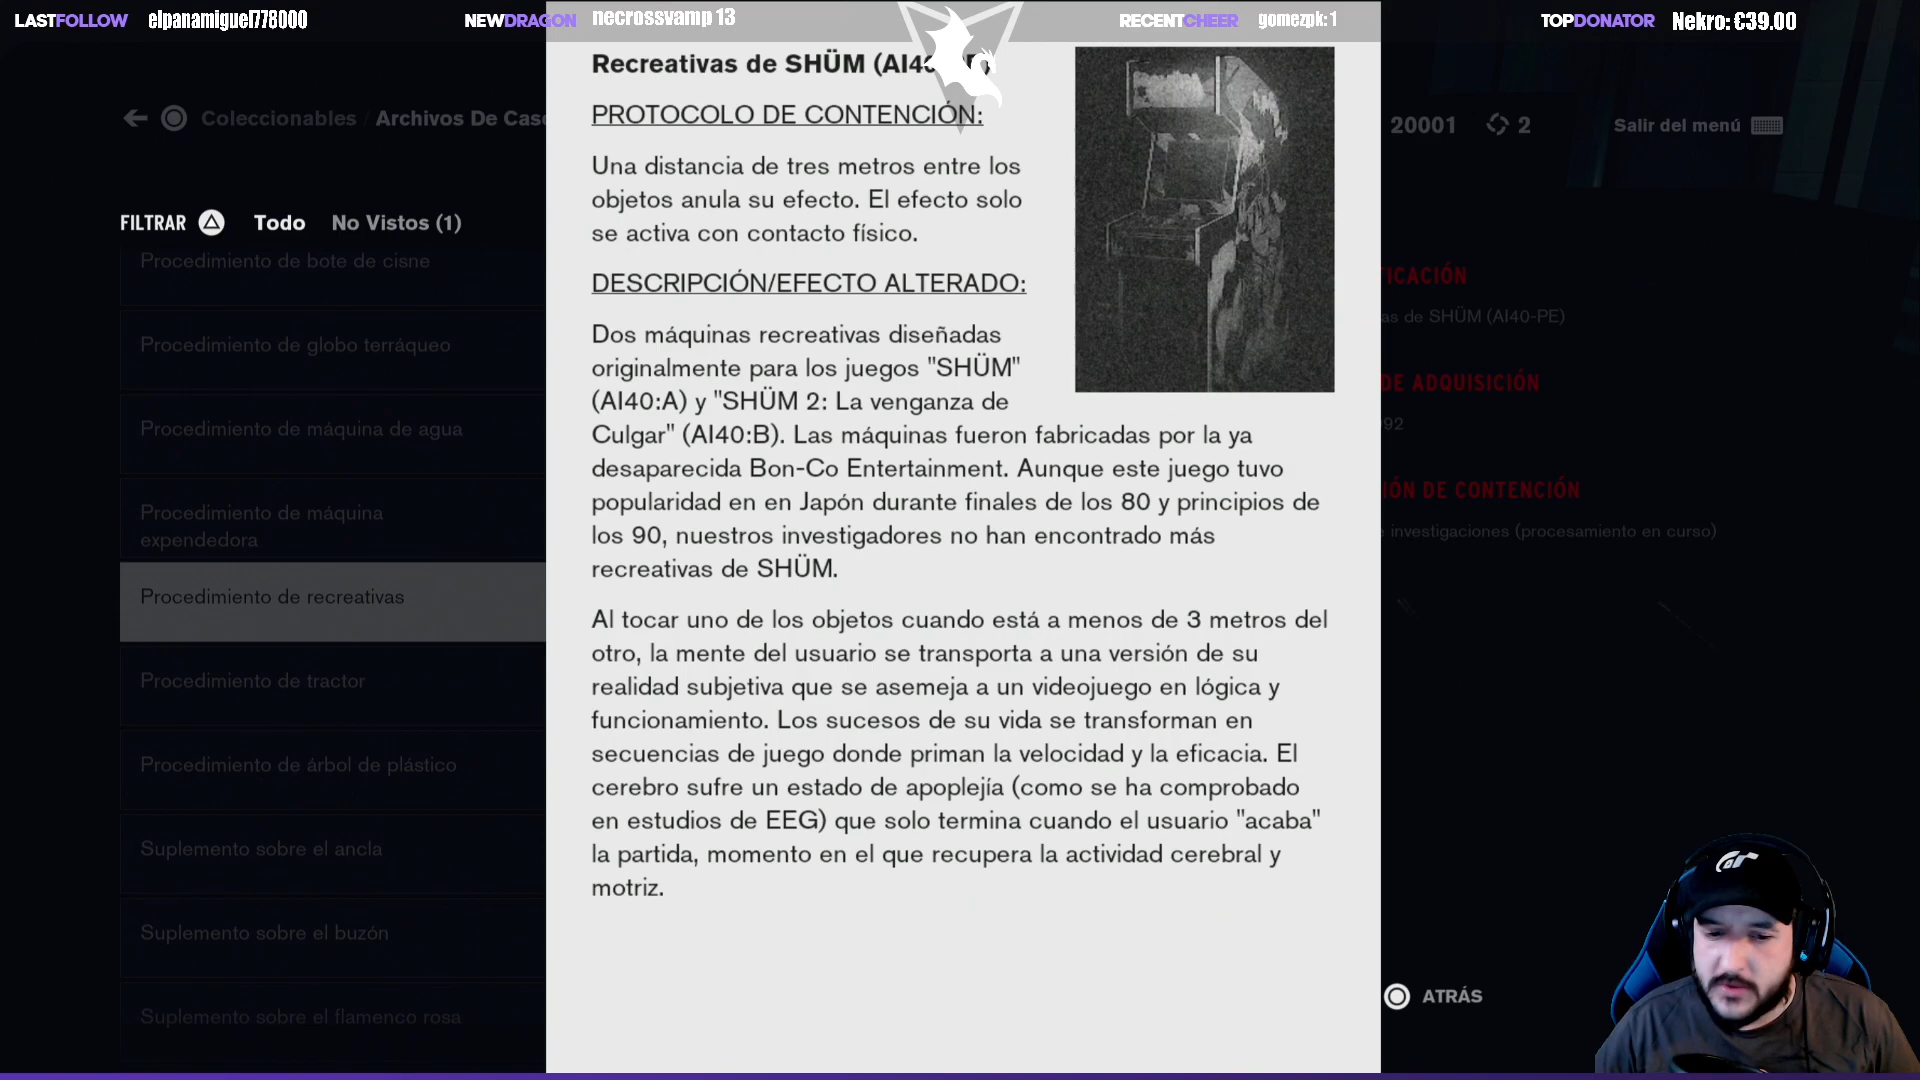 LASTFOLLOW elpanamiguel778000 NEWDRAGON necrossvamp 13 RECENTCHEER gomezpk: 1 TOPDONATOR Nekro: €39.00
Recreativas de SHÜM
Coleccionables / Archivos De Caso
20001 2 Salir del menú
FILTRAR Todo No Vistos (1)
Procedimiento de bote de cisne
Procedimiento de globo terráqueo
Procedimiento de máquina de agua
Procedimiento de máquina
expendedora
Procedimiento de recreativas
Procedimiento de tractor
Procedimiento de árbol de plástico
Suplemento sobre el ancla
Suplemento sobre el buzón
Suplemento sobre el flamenco rosa
PROTOCOLO DE CONTENCIÓN:
Una distancia de tres metros entre los
objetos anula su efecto. El efecto solo
se activa con contacto físico.
DESCRIPCIÓN/EFECTO ALTERADO:
Dos máquinas recreativas diseñadas
originalmente para los juegos "SHÜM"
(AI40:A) y "SHÜM 2: La venganza de
Culgar" (AI40:B). Las máquinas fueron fabricadas por la ya
desaparecida Bon-Co Entertainment. Aunque este juego tuvo
popularidad en en Japón durante finales de los 80 y principios de
los 90, nuestros investigadores no han encontrado más
recreativas de SHÜM.
Al tocar uno de los objetos cuando está a menos de 3 metros del
otro, la mente del usuario se transporta a una versión de su
realidad subjetiva que se asemeja a un videojuego en lógica y
funcionamiento. Los sucesos de su vida se transforman en
secuencias de juego donde priman la velocidad y la eficacia. El
cerebro sufre un estado de apoplejía (como se ha comprobado
en estudios de EEG) que solo termina cuando el usuario "acaba"
la partida, momento en el que recupera la actividad cerebral y
motriz.
TIFICACIÓN
as de SHÜM (AI40-PE)
DE ADQUISICIÓN
92
IÓN DE CONTENCIÓN
investigaciones (procesamiento en curso)
ATRÁS